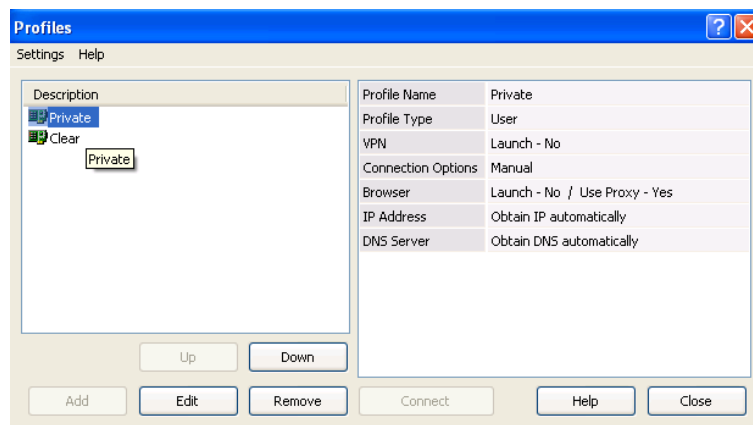 Profiles
Settings Help
Description
Private
Clear
Private
Profile Name Private
Profile Type User
VPN Launch - No
Connection Options Manual
Browser Launch - No / Use Proxy - Yes
IP Address Obtain IP automatically
DNS Server Obtain DNS automatically
Up Down
Add Edit Remove Connect Help Close